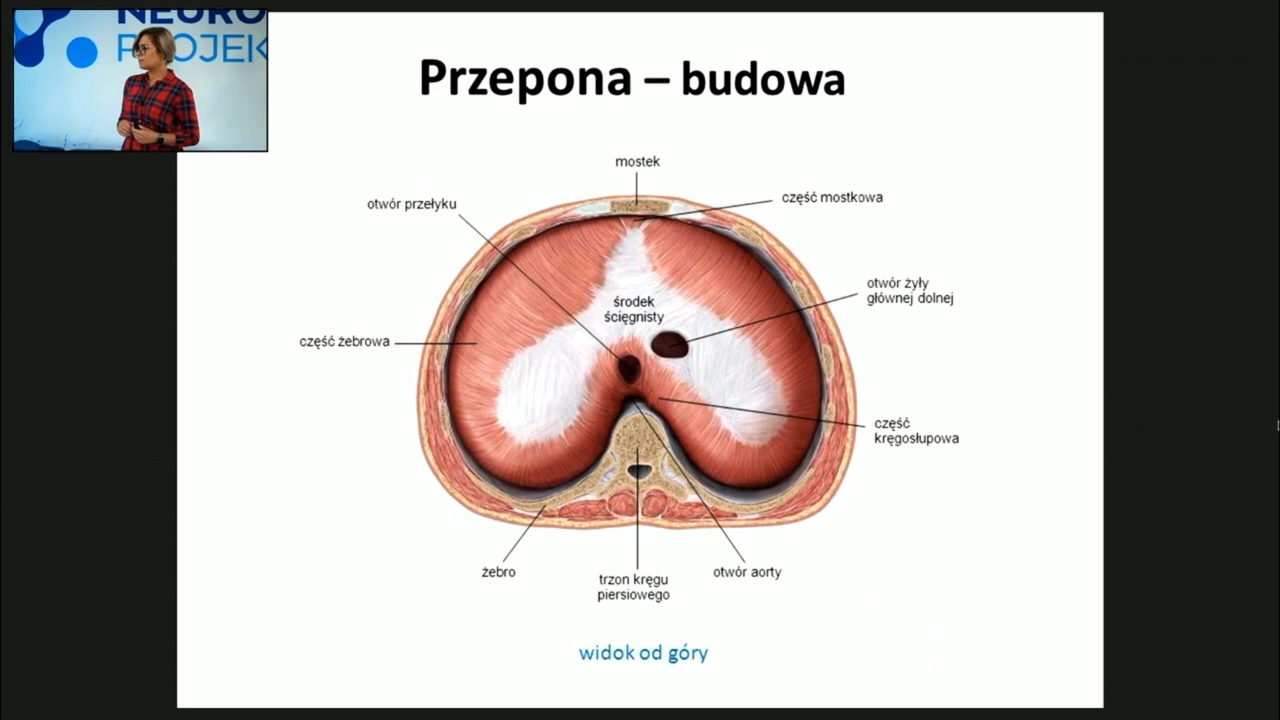 NEURO
PROJEK
Przepona – budowa
mostek
otwór przełyku
część mostkowa
otwór żyły
głównej dolnej
środek
ścięgnisty
część żebrowa
część
kręgosłupowa
żebro
trzon kręgu
piersiowego
otwór aorty
widok od góry